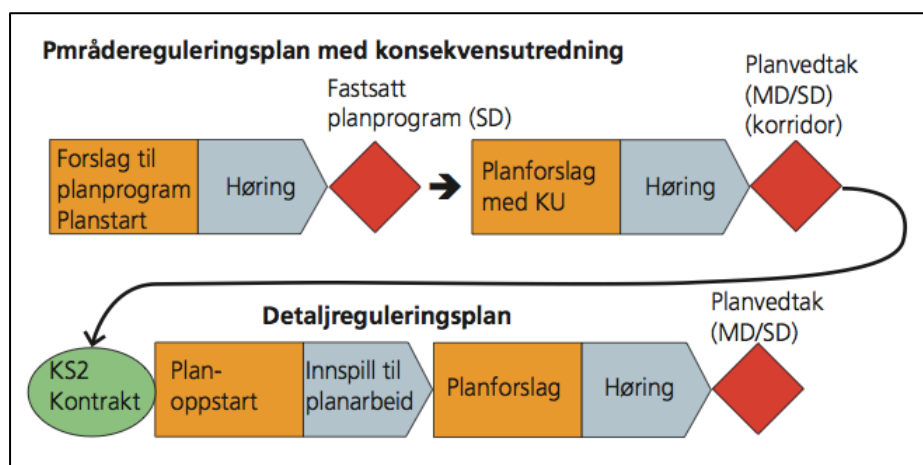 Pmrådereguleringsplan med konsekvensutredning
Fastsatt
planprogram (SD)
Planvedtak
(MD/SD)
(korridor)
Forslag til
planprogram
Planstart
Høring
Planforslag
med KU
Høring
Detaljreguleringsplan
Planvedtak
(MD/SD)
KS2
Kontrakt
Plan-
oppstart
Innspill til
planarbeid
Planforslag
Høring